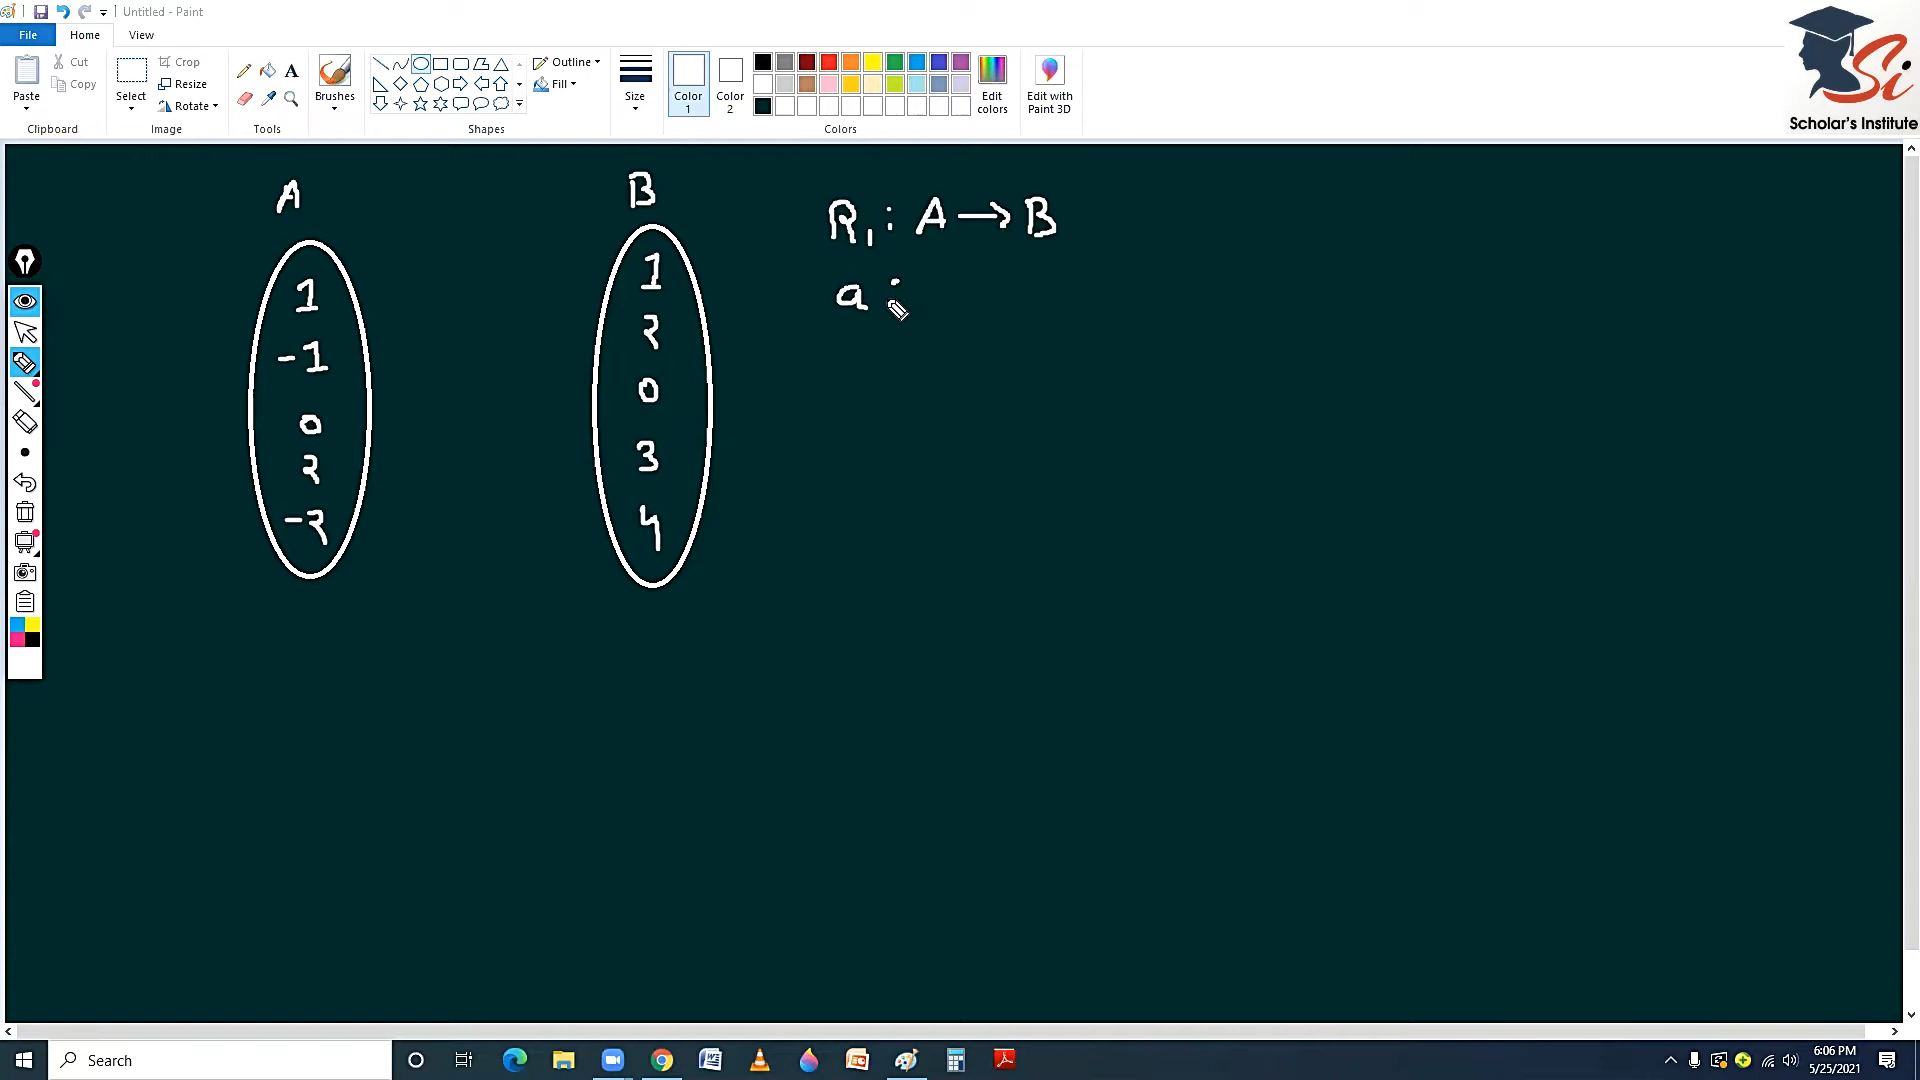 Untitled - Paint
File Home View
Cut
Copy
Paste
Clipboard
Crop
Resize
Rotate
Select
Image
Tools
Brushes
Shapes
Outline
Fill
Size
Color 1
Color 2
Colors
Edit colors
Edit with Paint 3D
Si
Scholar's Institute
A
1
-1
0
2
-2
B
1
2
0
3
4
R₁ : A → B
a :
Search
6:06 PM
5/25/2021